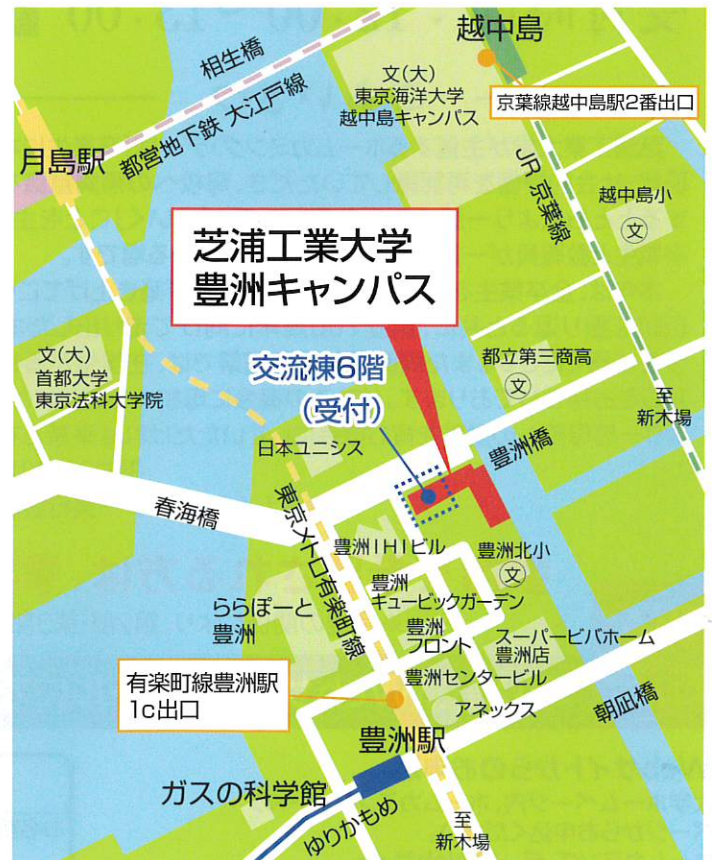 越中島
相生橋
文(大)
東京海洋大学
越中島キャンパス
京葉線越中島駅2番出口
都営地下鉄 大江戸線
月島駅
JR 京葉線
越中島小
文
芝浦工業大学
豊洲キャンパス
文(大)
首都大学
東京法科大学院
交流棟6階
(受付)
都立第三商高
文
至
新木場
日本ユニシス
豊洲橋
春海橋
東京メトロ有楽町線
豊洲IHIビル
豊洲北小
文
豊洲
キュービックガーデン
ららぽーと
豊洲
豊洲
フロント
スーパービバホーム
豊洲店
有楽町線豊洲駅
1c出口
豊洲センタービル
アネックス
朝凪橋
豊洲駅
ガスの科学館
ゆりかもめ
至
新木場